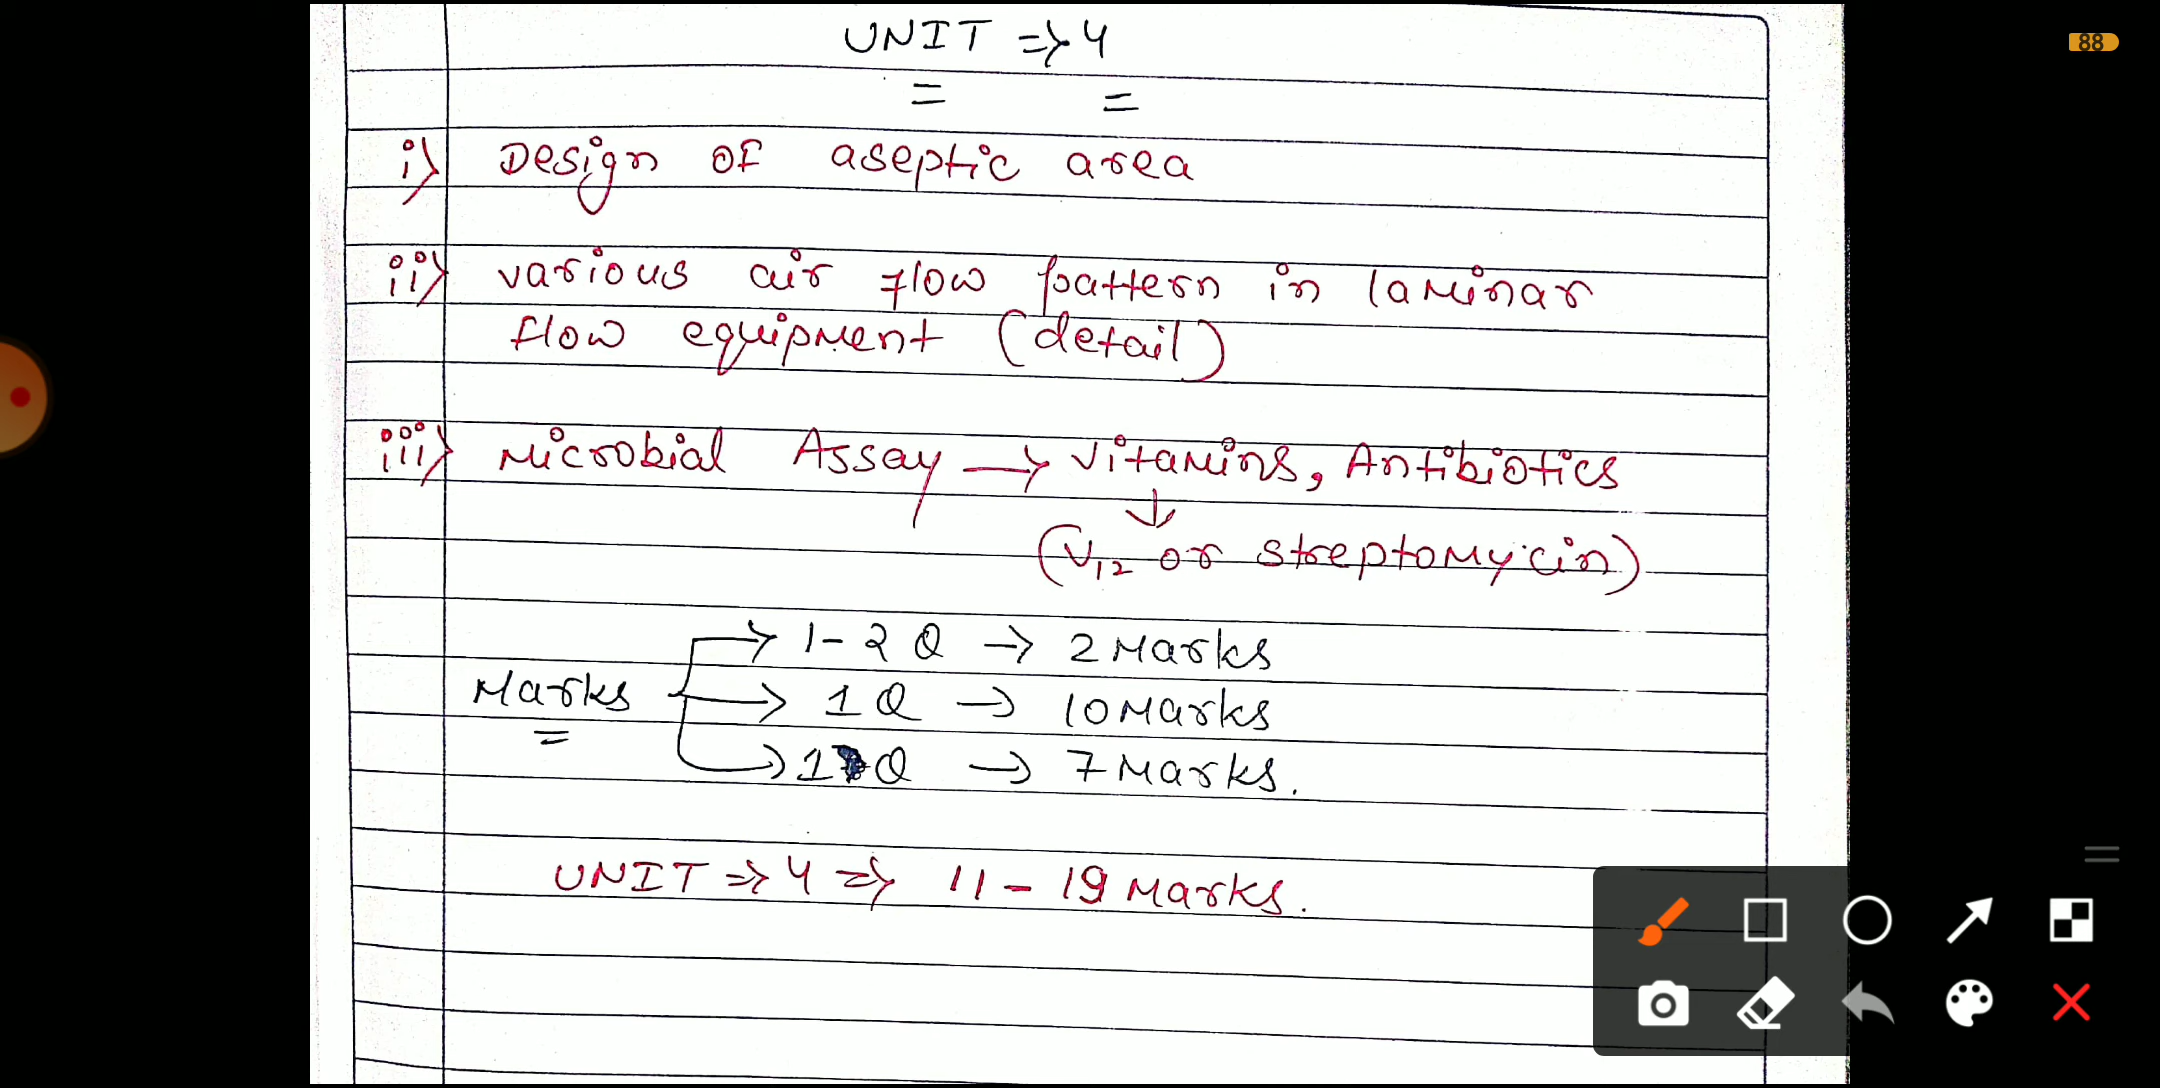 88
UNIT => 4
i) Design of aseptic area
ii) various air flow pattern in laminar
flow equipment (detail)
iii) Microbial Assay → Vitamins, Antibiotics
↓
(V12 or streptomycin)
→ 1-2 Q → 2 Marks
Marks → 1 Q → 10 Marks
→ 1 Q → 7 Marks.
UNIT => 4 => 11 - 19 Marks.